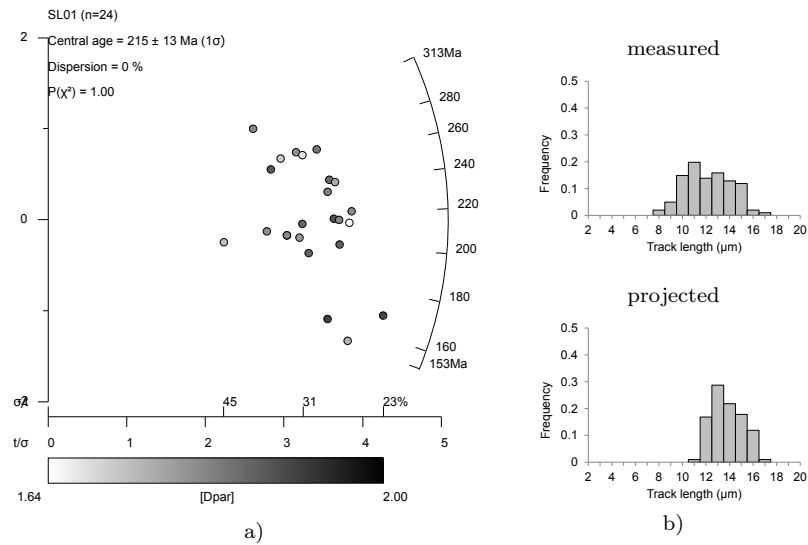 SL01 (n=24)
Central age = 215 ± 13 Ma (1σ)
Dispersion = 0 %
P(χ²) = 1.00
2
0
-2
313Ma
280
260
240
220
200
180
160
153Ma
σ/t
45 31 23%
t/σ 0 1 2 3 4 5
1.64 [Dpar] 2.00
a)
measured
0.5
0.4
0.3
0.2
0.1
0
Frequency
2 4 6 8 10 12 14 16 18 20
Track length (µm)
projected
0.5
0.4
0.3
0.2
0.1
0
Frequency
2 4 6 8 10 12 14 16 18 20
Track length (µm)
b)